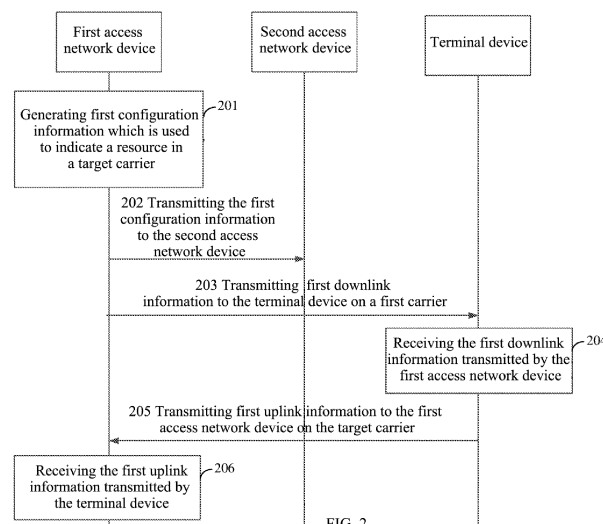 First access
network device
Second access
network device
Terminal device
Generating first configuration
information which is used
to indicate a resource in
a target carrier
201
202 Transmitting the first
configuration information
to the second access
network device
203 Transmitting first downlink
information to the terminal device on a first carrier
Receiving the first downlink
information transmitted by the
first access network device
204
205 Transmitting first uplink information to the first
access network device on the target carrier
Receiving the first uplink
information transmitted by
the terminal device
206
FIG. 2